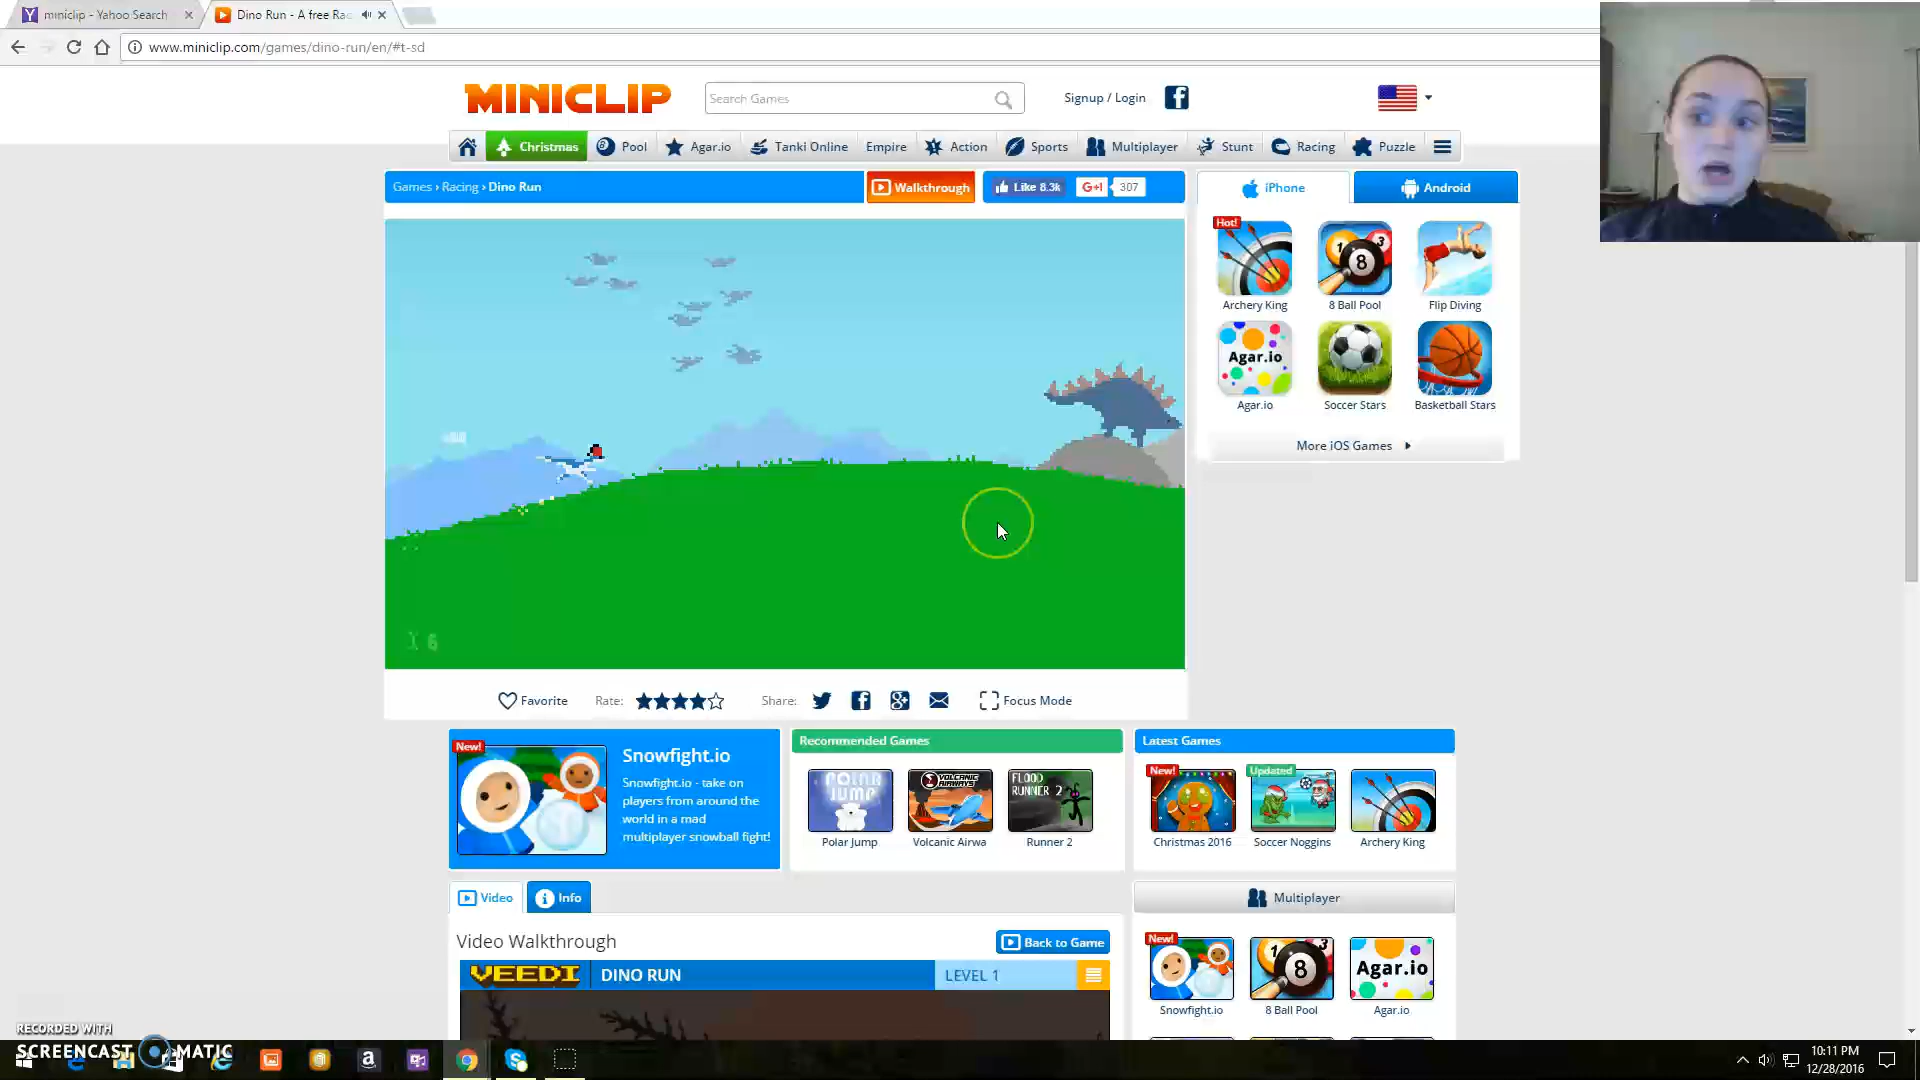 miniclip - Yahoo Search
Dino Run - A free Rac
www.miniclip.com/games/dino-run/en/#t-sd
MINICLIP
Search Games
Signup / Login
Christmas
Pool
Agar.io
Tanki Online
Empire
Action
Sports
Multiplayer
Stunt
Racing
Puzzle
Games › Racing › Dino Run
Walkthrough
Like 8.3k
G+1
307
iPhone
Android
Hot!
Archery King
8 Ball Pool
Flip Diving
Agar.io
Agar.io
Soccer Stars
Basketball Stars
More iOS Games
Favorite
Rate:
Share:
Focus Mode
New!
Snowfight.io
Snowfight.io - take on
players from around the
world in a mad
multiplayer snowball fight!
Recommended Games
POLAR
JUMP
VOLCANIC
AIRWAYS
FLOOD
RUNNER 2
Polar Jump
Volcanic Airwa
Runner 2
Latest Games
New!
Updated
Christmas 2016
Soccer Noggins
Archery King
Video
Info
Multiplayer
Video Walkthrough
Back to Game
VEEDI
DINO RUN
LEVEL 1
New!
Agar.io
Snowfight.io
8 Ball Pool
Agar.io
RECORDED WITH
SCREENCAST MATIC
10:11 PM
12/28/2016